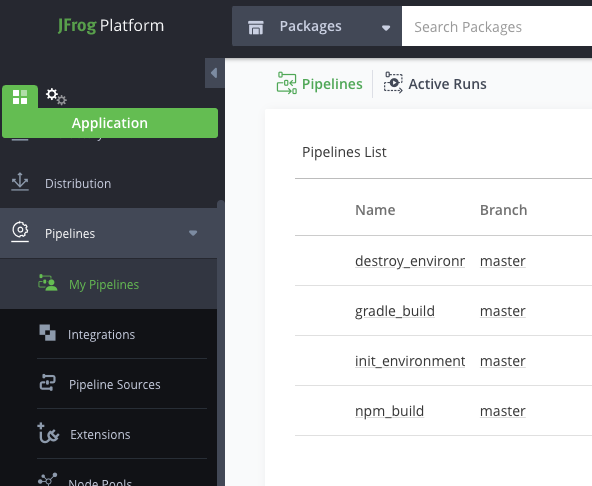 JFrog Platform
Packages
Search Packages
Application
Distribution
Pipelines
My Pipelines
Integrations
Pipeline Sources
Extensions
Node Pools
Pipelines
Active Runs
Pipelines List
Name Branch
destroy_environr master
gradle_build master
init_environment master
npm_build master